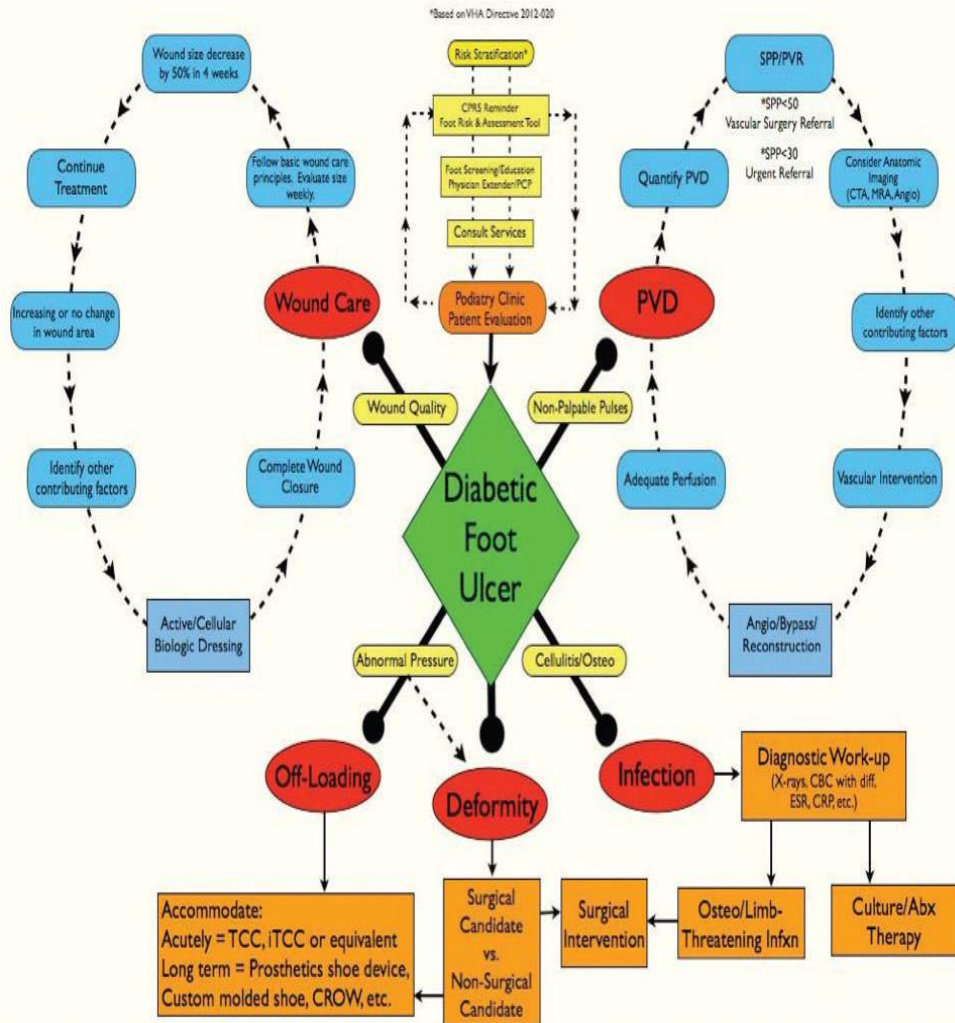 *Based on VHA Directive 2012-020
Risk Stratification*
CPRS Reminder
Foot Risk & Assessment Tool
Foot Screening/Education
Physician Extender/PCP
Consult Services
Podiatry Clinic
Patient Evaluation
Wound size decrease
by 50% in 4 weeks
Continue
Treatment
Follow basic wound care
principles. Evaluate size
weekly.
Increasing or no change
in wound area
Wound Care
Identify other
contributing factors
Complete Wound
Closure
Active/Cellular
Biologic Dressing
SPP/PVR
*SPP<50
Vascular Surgery Referral
*SPP<30
Urgent Referral
Quantify PVD
Consider Anatomic
Imaging
(CTA, MRA, Angio)
PVD
Identify other
contributing factors
Adequate Perfusion
Vascular Intervention
Angio/Bypass/
Reconstruction
Wound Quality
Non-Palpable Pulses
Diabetic
Foot
Ulcer
Abnormal Pressure
Cellulitis/Osteo
Off-Loading
Deformity
Infection
Diagnostic Work-up
(X-rays, CBC with diff,
ESR, CRP, etc.)
Accommodate:
Acutely = TCC, iTCC or equivalent
Long term = Prosthetics shoe device,
Custom molded shoe, CROW, etc.
Surgical
Candidate
vs.
Non-Surgical
Candidate
Surgical
Intervention
Osteo/Limb-
Threatening Infxn
Culture/Abx
Therapy